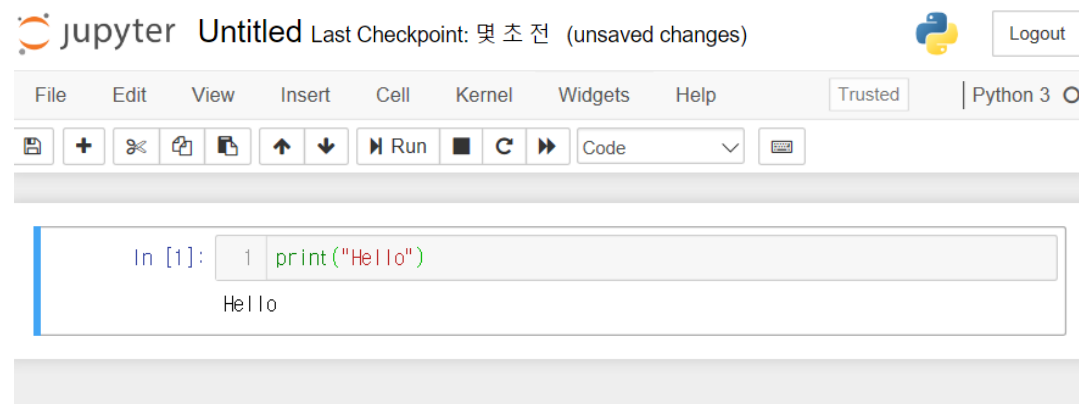 jupyter Untitled Last Checkpoint: 몇 초 전 (unsaved changes) Logout
File Edit View Insert Cell Kernel Widgets Help Trusted Python 3
Run Code
In [1]: 1 print("Hello")
Hello